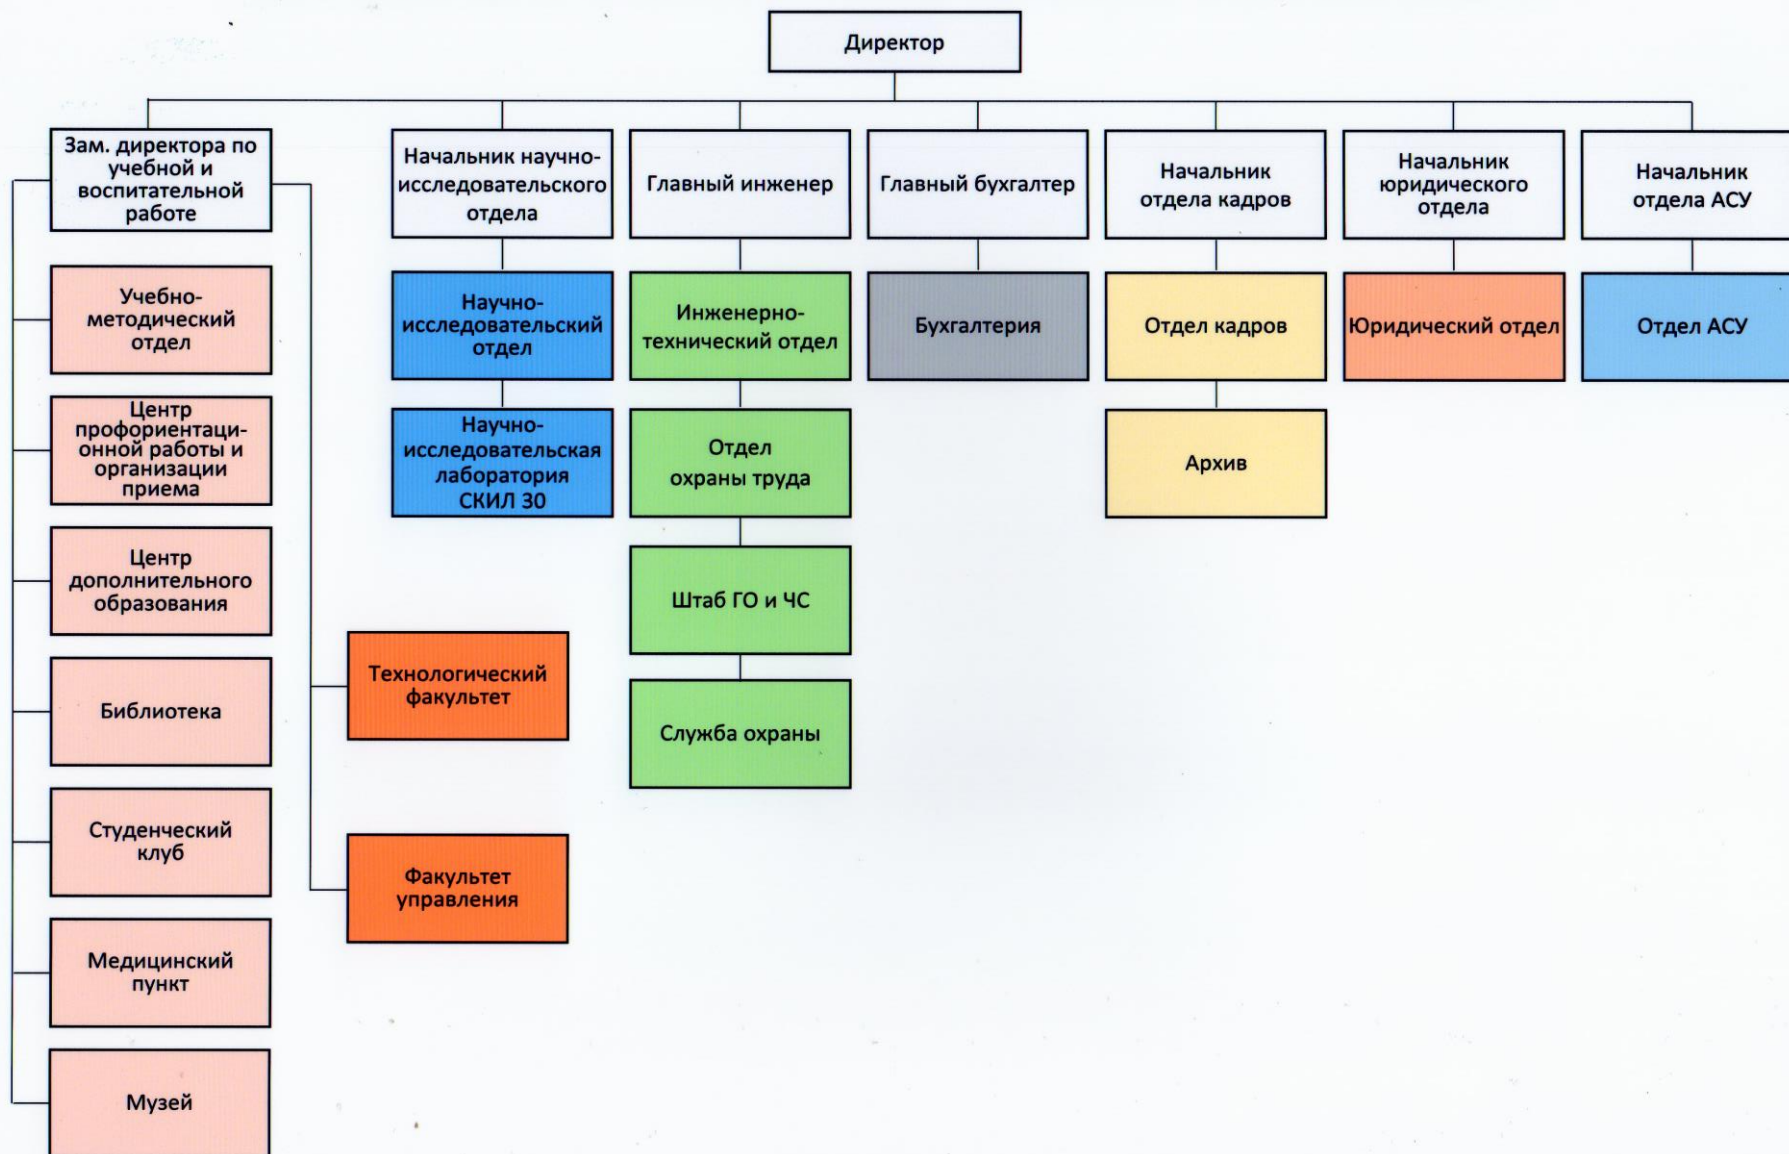 Директор
Зам. директора по
учебной и
воспитательной
работе
Начальник научно-
исследовательского
отдела
Главный инженер
Главный бухгалтер
Начальник
отдела кадров
Начальник
юридического
отдела
Начальник
отдела АСУ
Учебно-
методический
отдел
Научно-
исследовательский
отдел
Инженерно-
технический отдел
Бухгалтерия
Отдел кадров
Юридический отдел
Отдел АСУ
Центр
профориентаци-
онной работы и
организации
приема
Научно-
исследовательская
лаборатория
СКИЛ 30
Отдел
охраны труда
Архив
Центр
дополнительного
образования
Штаб ГО и ЧС
Библиотека
Технологический
факультет
Служба охраны
Студенческий
клуб
Факультет
управления
Медицинский
пункт
Музей